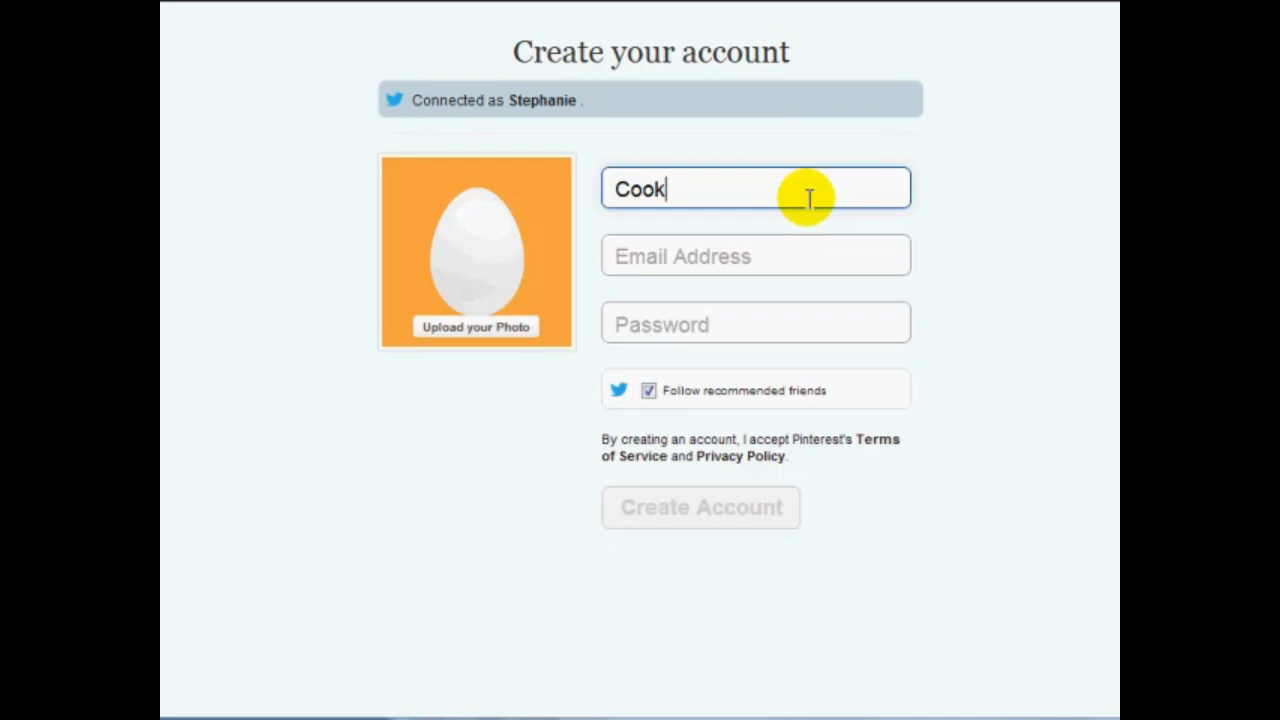 Create your account
Connected as Stephanie .
Cook
Email Address
Upload your Photo
Password
Follow recommended friends
By creating an account, I accept Pinterest's Terms
of Service and Privacy Policy.
Create Account